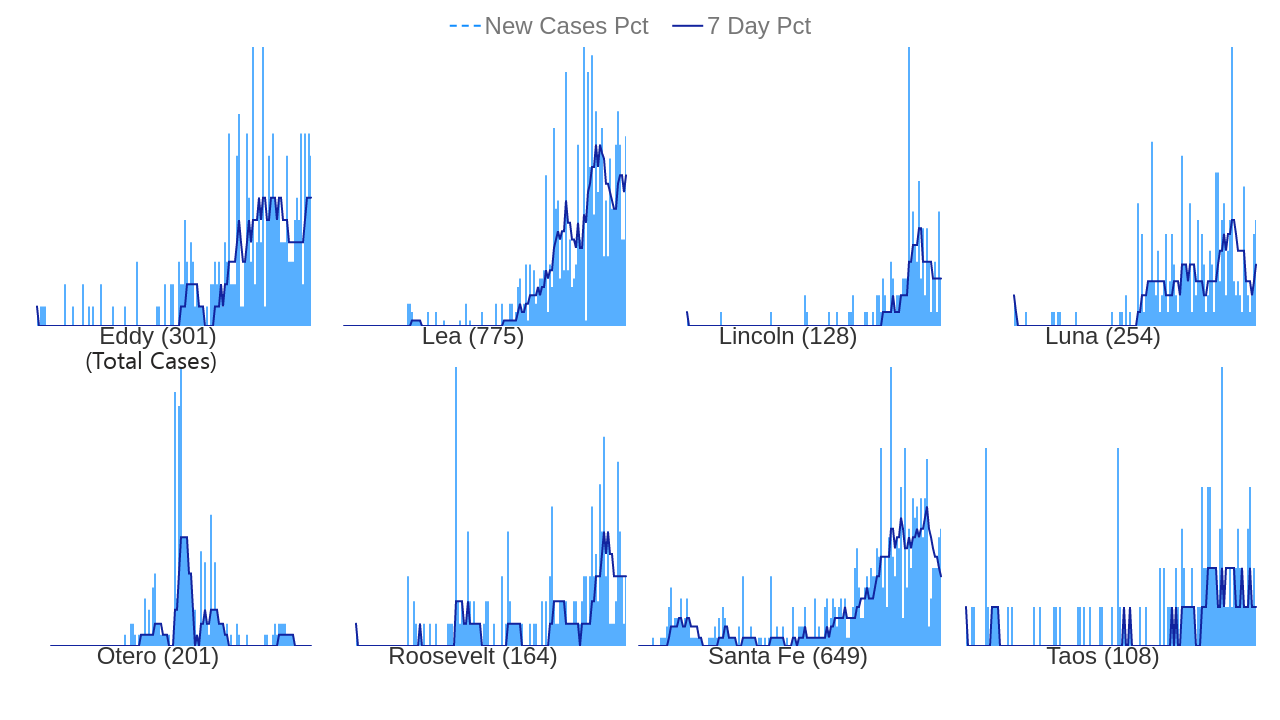 New Cases Pct 7 Day Pct
Eddy (301) Lea (775) Lincoln (128) Luna (254)
(Total Cases)
Otero (201) Roosevelt (164) Santa Fe (649) Taos (108)